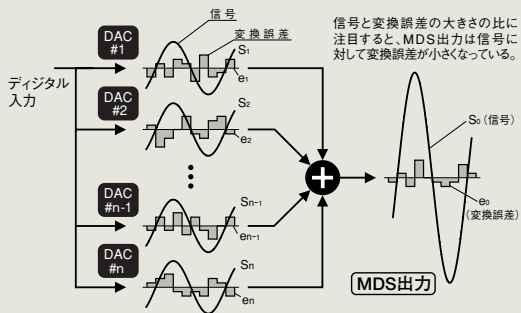 信号と変換誤差の大きさの比に
注目すると、MDS出力は信号に
対して変換誤差が小さくなっている。
信号
変換誤差
ディジタル
入力
DAC
#1
S1
e1
DAC
#2
S2
e2
DAC
#n-1
Sn-1
en-1
DAC
#n
Sn
en
+
S0(信号)
e0
(変換誤差)
MDS出力